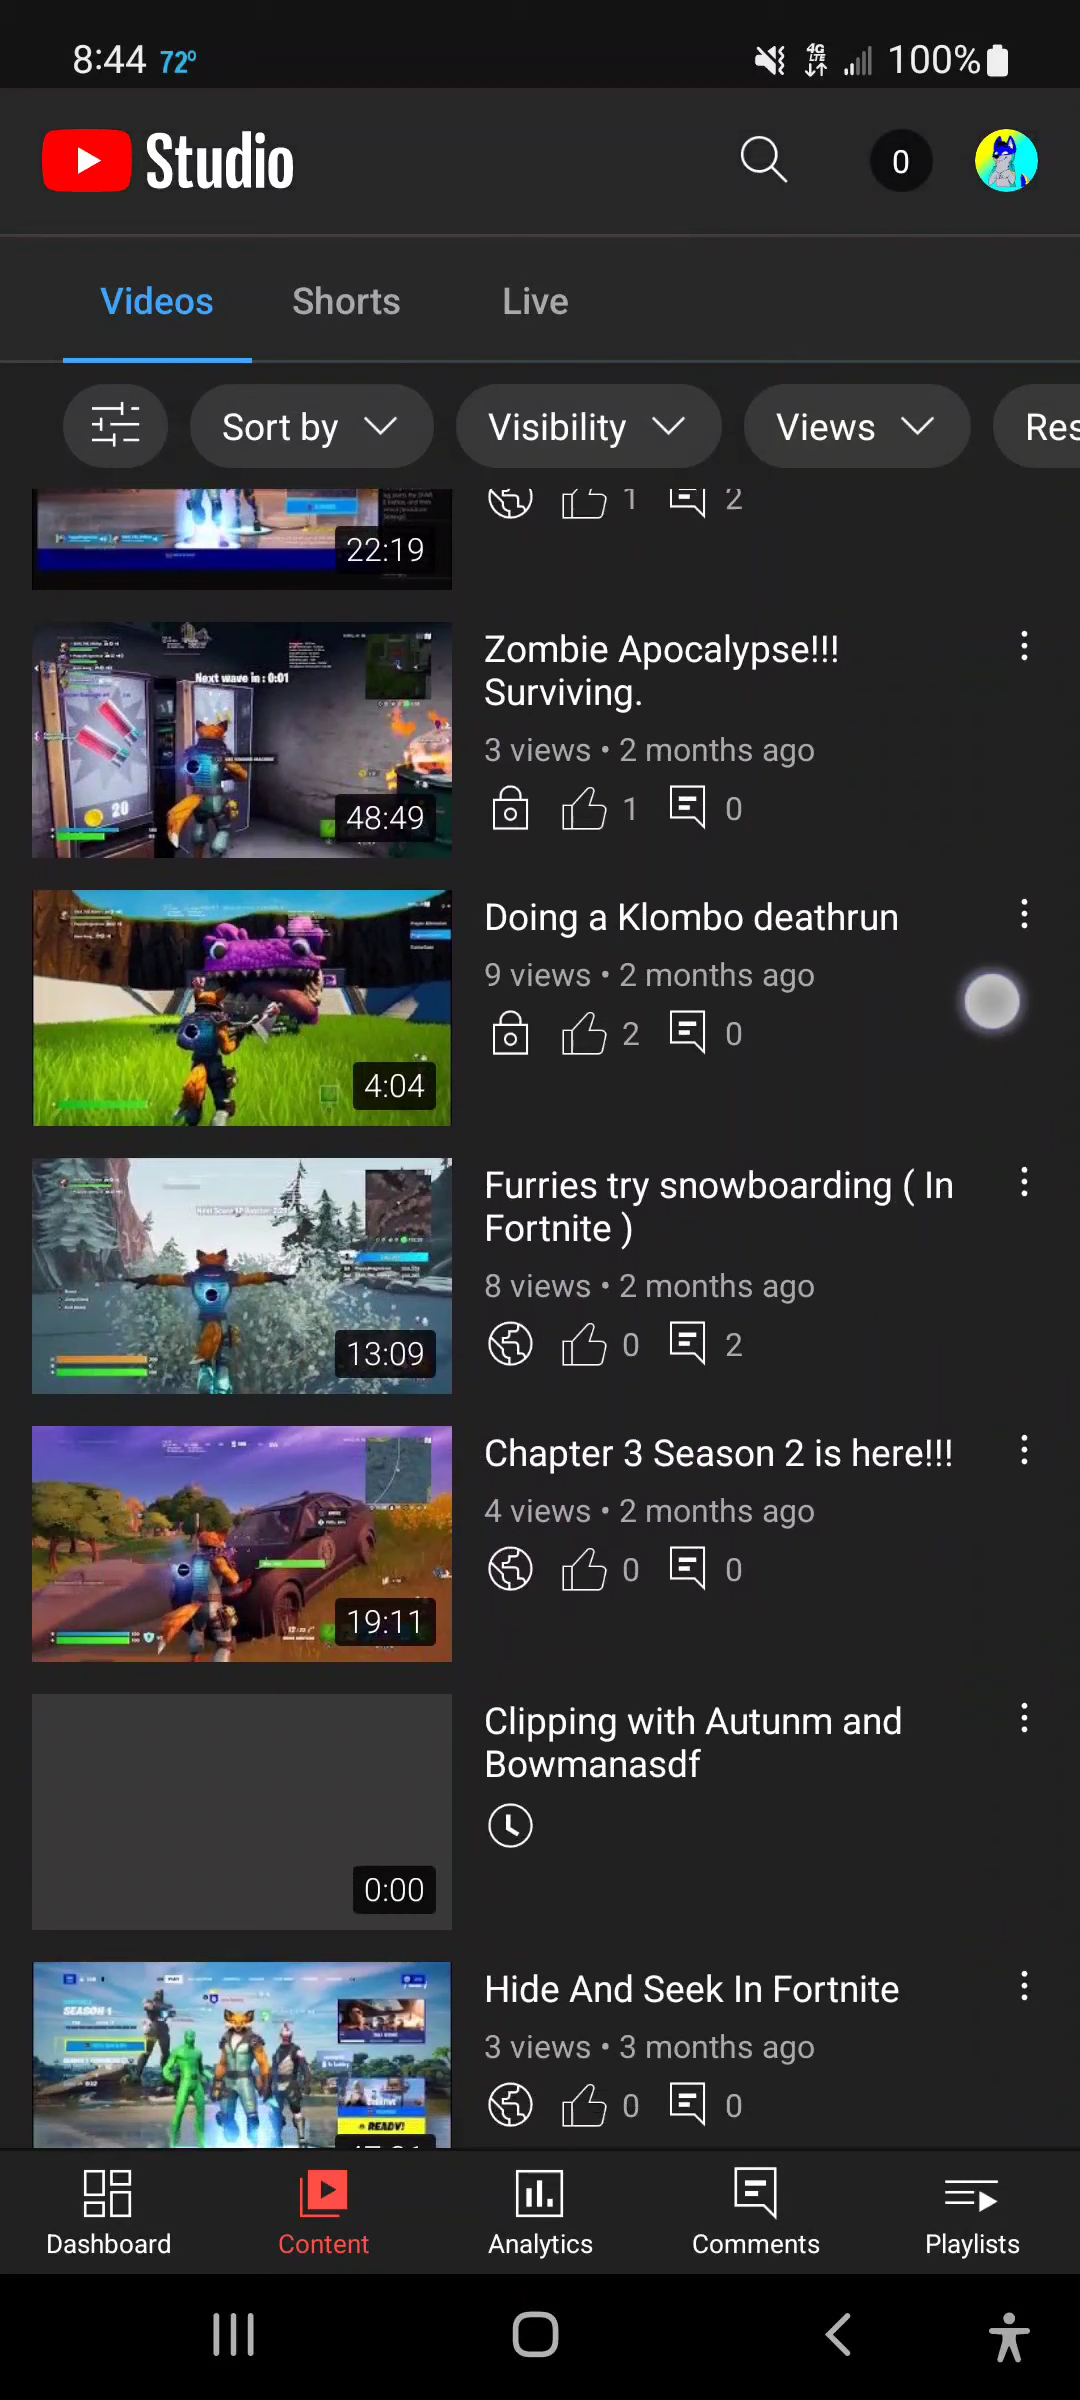 8:44 72° 4G LTE 100%
Studio 0
Videos Shorts Live
Sort by Visibility Views Res
22:19 1 2
Zombie Apocalypse!!!
Surviving.
3 views • 2 months ago
1 0
Next wave in : 0:01
20
48:49
Doing a Klombo deathrun
9 views • 2 months ago
2 0
4:04
Furries try snowboarding ( In
Fortnite )
8 views • 2 months ago
0 2
13:09
Chapter 3 Season 2 is here!!!
4 views • 2 months ago
0 0
19:11
Clipping with Autunm and
Bowmanasdf
0:00
Hide And Seek In Fortnite
3 views • 3 months ago
0 0
SEASON 1
READY!
Dashboard Content Analytics Comments Playlists